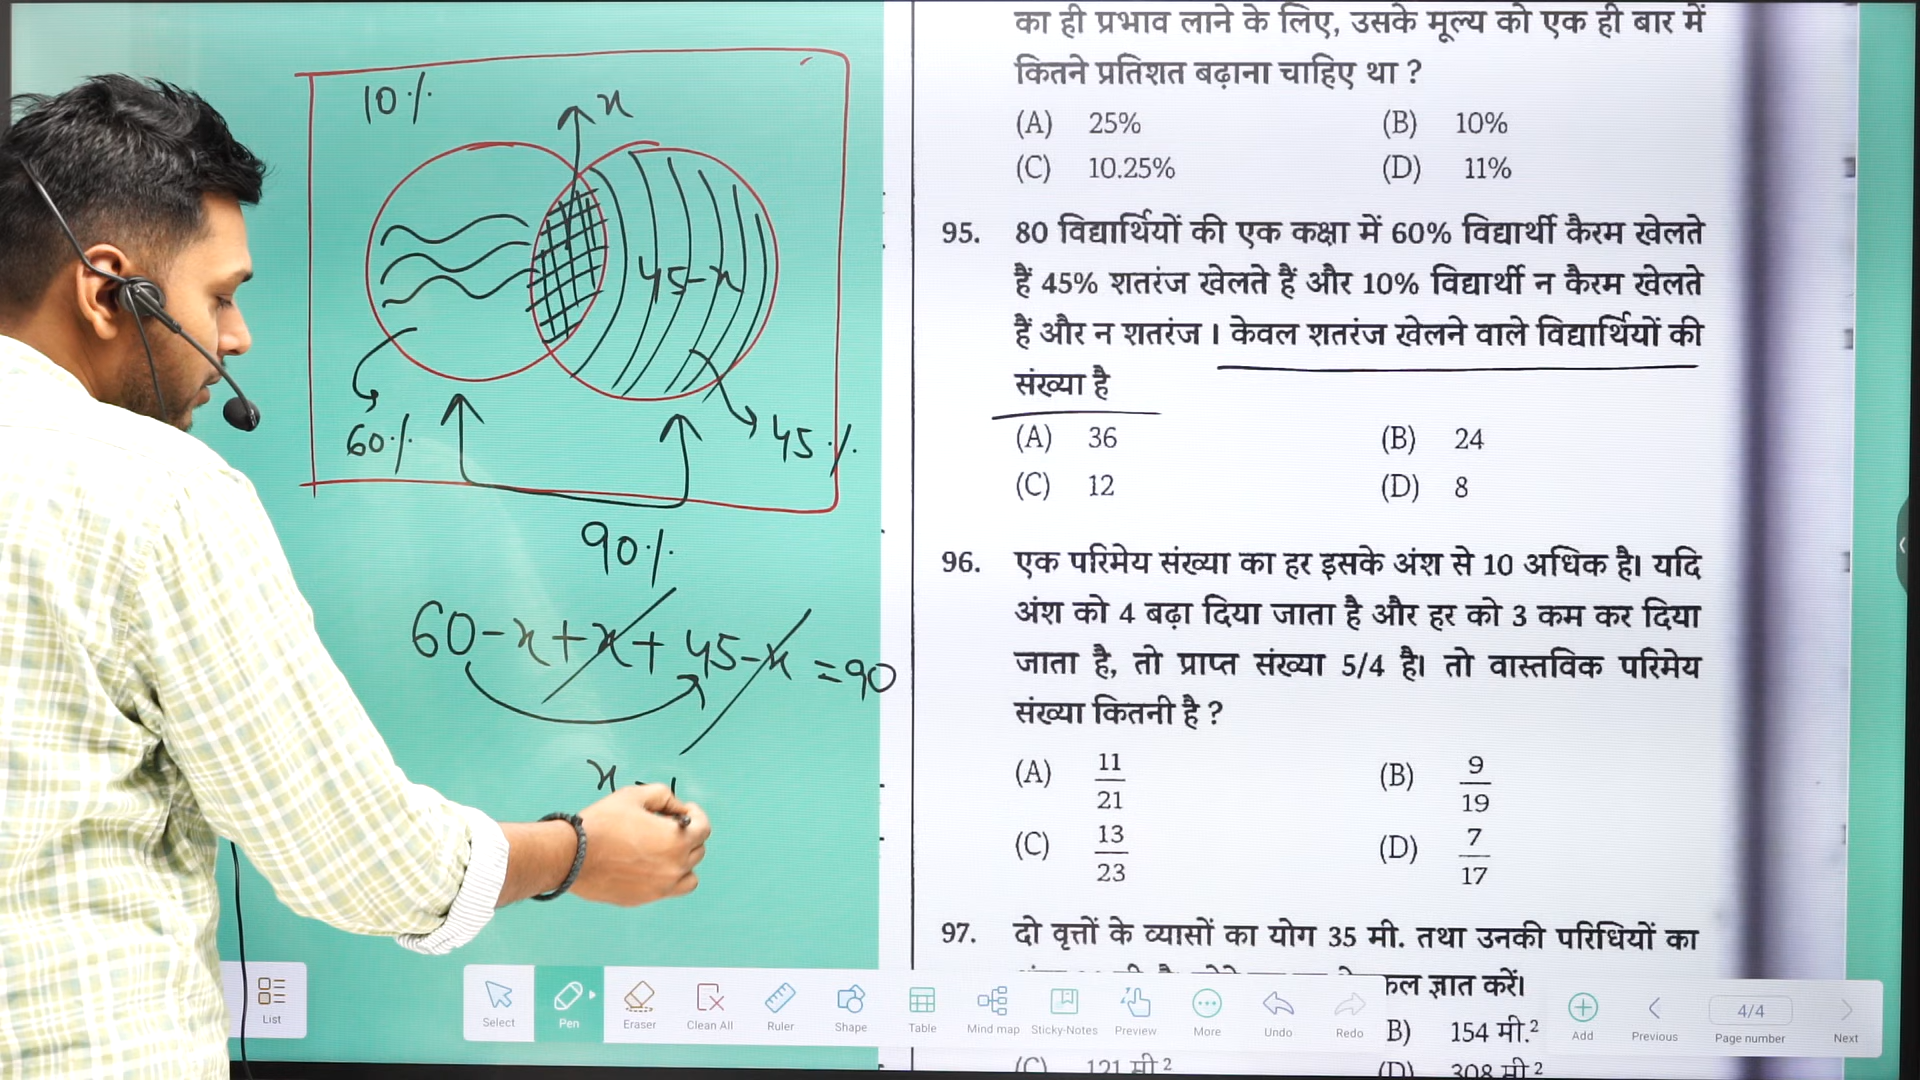 10%
x
45-x
60%
45%
90%
60-x+x+45-x=90
x =
का ही प्रभाव लाने के लिए, उसके मूल्य को एक ही बार में
कितने प्रतिशत बढ़ाना चाहिए था ?
(A) 25% (B) 10%
(C) 10.25% (D) 11%
95. 80 विद्यार्थियों की एक कक्षा में 60% विद्यार्थी कैरम खेलते
हैं 45% शतरंज खेलते हैं और 10% विद्यार्थी न कैरम खेलते
हैं और न शतरंज । केवल शतरंज खेलने वाले विद्यार्थियों की
संख्या है
(A) 36 (B) 24
(C) 12 (D) 8
96. एक परिमेय संख्या का हर इसके अंश से 10 अधिक है। यदि
अंश को 4 बढ़ा दिया जाता है और हर को 3 कम कर दिया
जाता है, तो प्राप्त संख्या 5/4 है। तो वास्तविक परिमेय
संख्या कितनी है ?
(A) 11/21 (B) 9/19
(C) 13/23 (D) 7/17
97. दो वृत्तों के व्यासों का योग 35 मी. तथा उनकी परिधियों का
ज्ञात करें।
B) 154 मी.²
(C) 121 मी² (D) 308 मी²
List
Select Pen Eraser Clean All Ruler Shape Table Mind map Sticky-Notes Preview More Undo Redo Add Previous 4/4 Page number Next